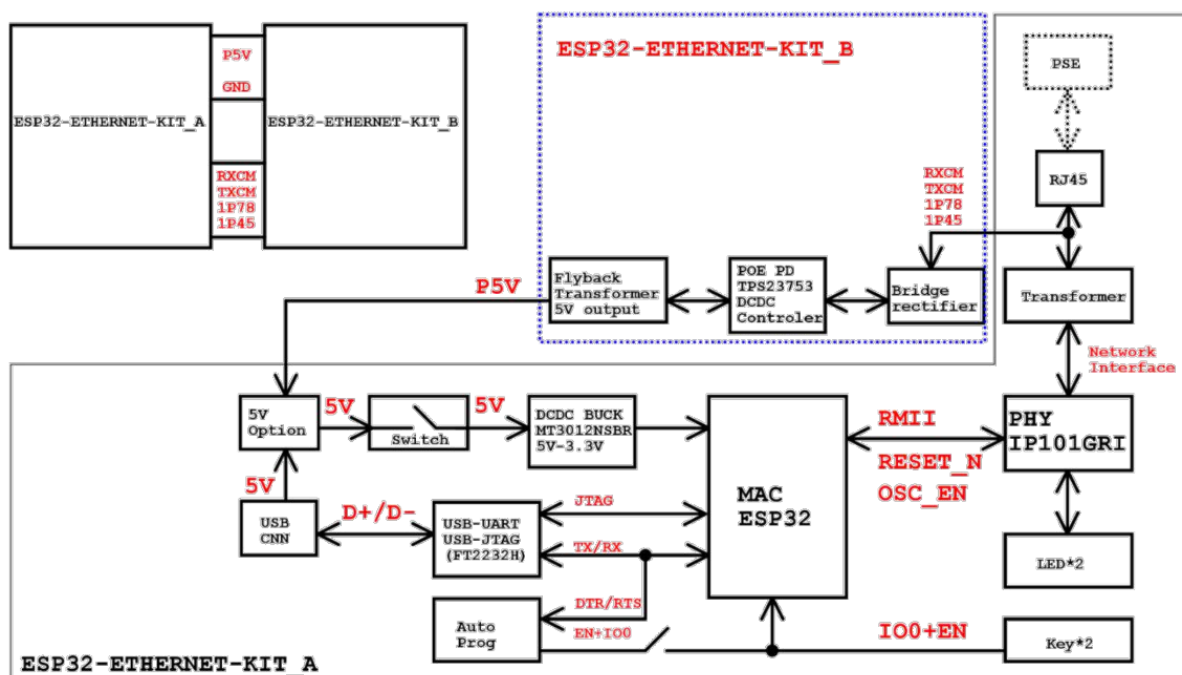 P5V
GND
ESP32-ETHERNET-KIT_A
ESP32-ETHERNET-KIT_B
RXCM
TXCM
1P78
1P45
ESP32-ETHERNET-KIT_B
PSE
RJ45
RXCM
TXCM
1P78
1P45
P5V
Flyback
Transformer
5V output
POE PD
TPS23753
DCDC
Controler
Bridge
rectifier
Transformer
Network
Interface
5V
Option
5V
Switch
5V
DCDC BUCK
MT3012NSBR
5V-3.3V
MAC
ESP32
RMII
RESET_N
OSC_EN
PHY
IP101GRI
5V
USB
CNN
D+/D-
USB-UART
USB-JTAG
(FT2232H)
JTAG
TX/RX
LED*2
DTR/RTS
Auto
Prog
EN+IO0
IO0+EN
Key*2
ESP32-ETHERNET-KIT_A